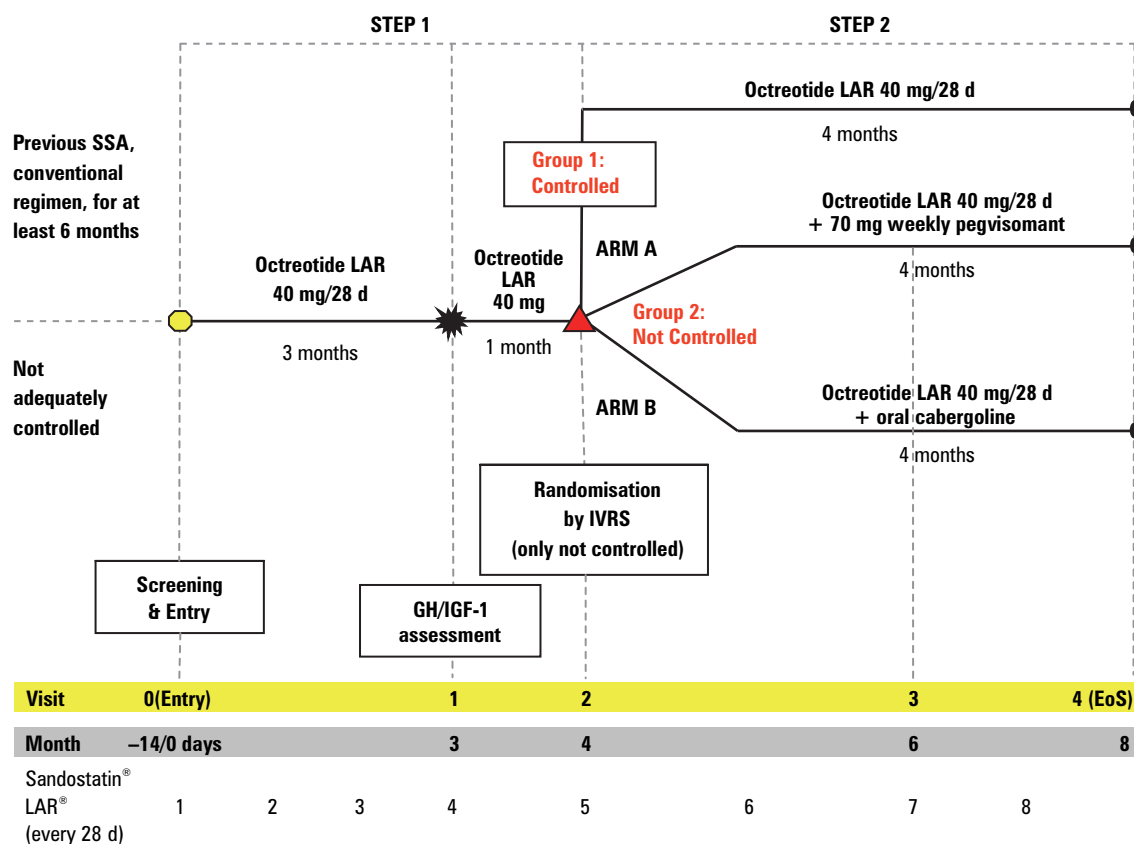 STEP 1
STEP 2
Previous SSA,
conventional
regimen, for at
least 6 months
Not
adequately
controlled
Octreotide LAR
40 mg/28 d
3 months
Octreotide
LAR
40 mg
1 month
Group 1:
Controlled
Octreotide LAR 40 mg/28 d
4 months
ARM A
Octreotide LAR 40 mg/28 d
+ 70 mg weekly pegvisomant
4 months
Group 2:
Not Controlled
ARM B
Octreotide LAR 40 mg/28 d
+ oral cabergoline
4 months
Randomisation
by IVRS
(only not controlled)
Screening
& Entry
GH/IGF-1
assessment
Visit 0(Entry) 1 2 3 4 (EoS)
Month –14/0 days 3 4 6 8
Sandostatin®
LAR® 1 2 3 4 5 6 7 8
(every 28 d)